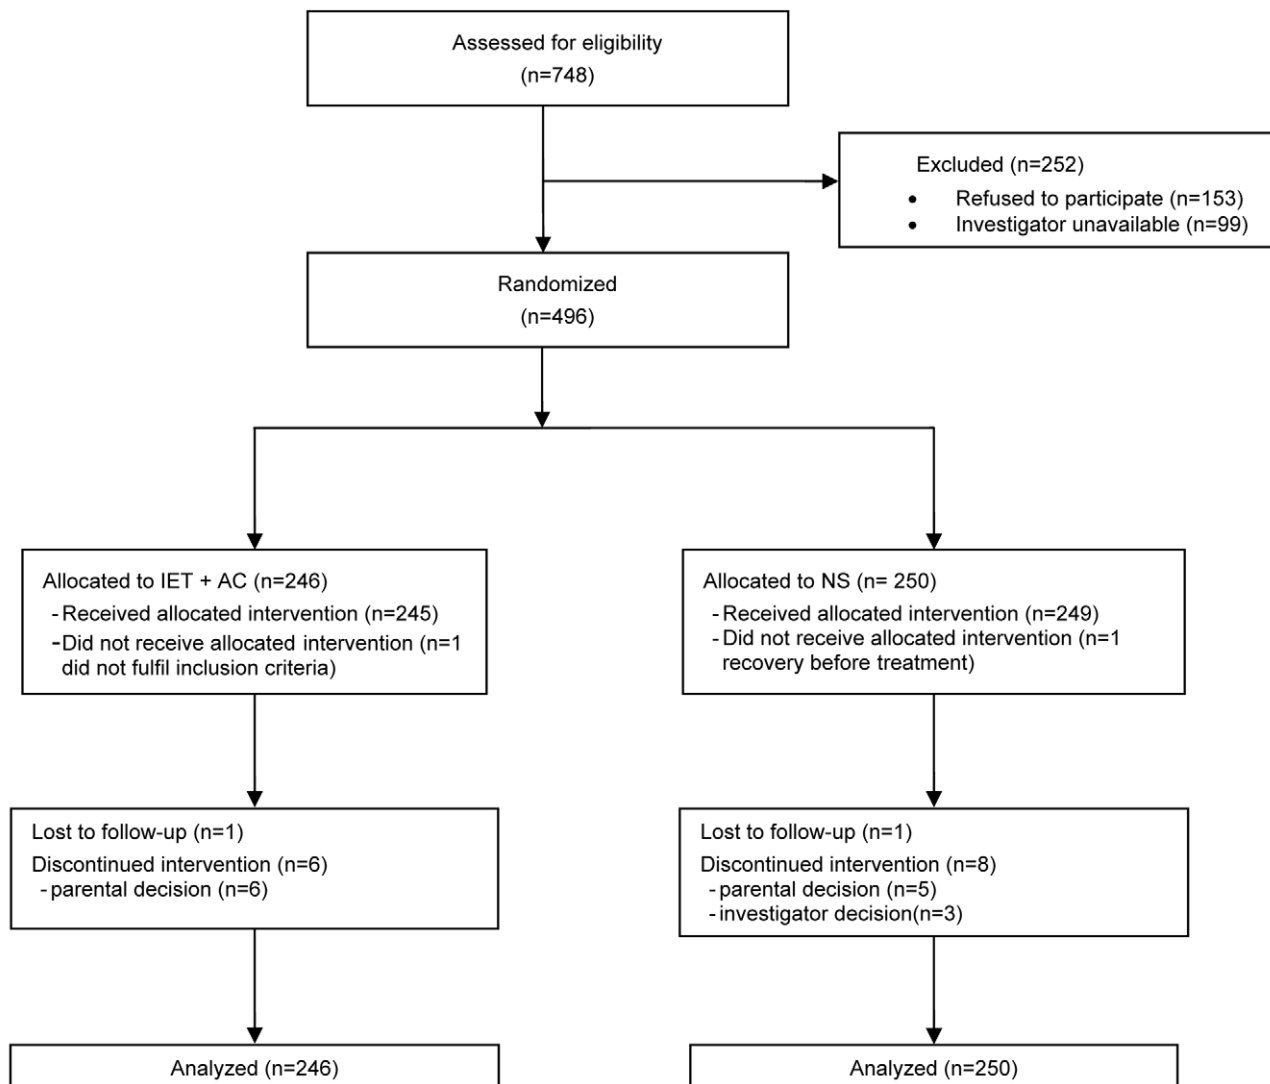 Assessed for eligibility
(n=748)
Excluded (n=252)
• Refused to participate (n=153)
• Investigator unavailable (n=99)
Randomized
(n=496)
Allocated to IET + AC (n=246)
-Received allocated intervention (n=245)
-Did not receive allocated intervention (n=1
did not fulfil inclusion criteria)
Allocated to NS (n= 250)
-Received allocated intervention (n=249)
-Did not receive allocated intervention (n=1
recovery before treatment)
Lost to follow-up (n=1)
Discontinued intervention (n=6)
-parental decision (n=6)
Lost to follow-up (n=1)
Discontinued intervention (n=8)
-parental decision (n=5)
-investigator decision(n=3)
Analyzed (n=246)
Analyzed (n=250)